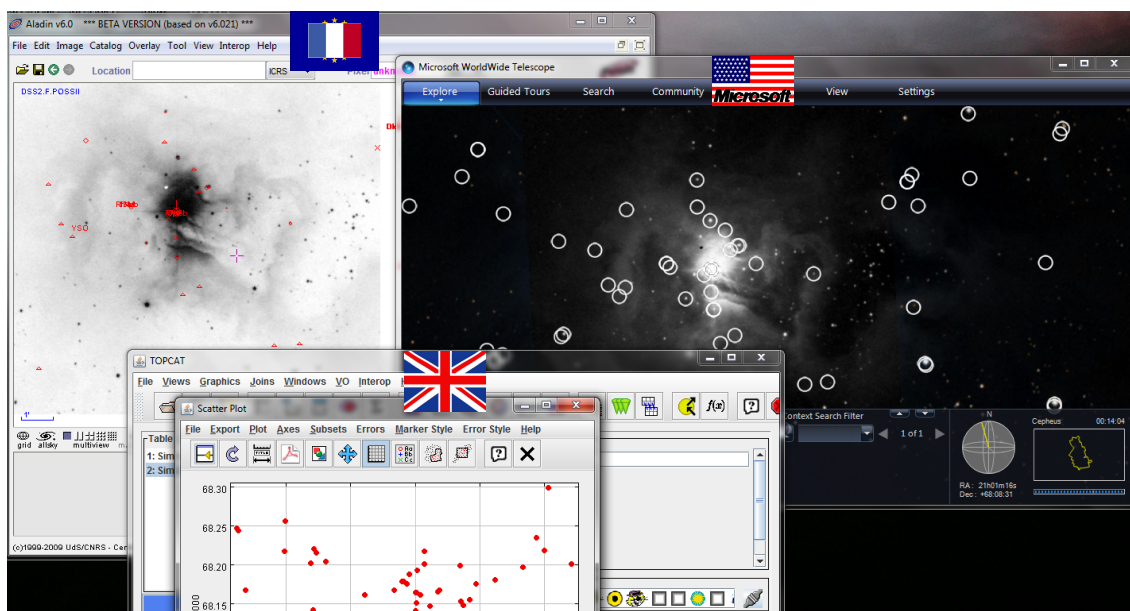 Aladin v6.0 *** BETA VERSION (based on v6.021) ***
File Edit Image Catalog Overlay Tool View Interop Help
Location
ICRS
Pixel
unkn
DSS2.F.POSSII
YSO
1'
grid allsky multiview
(c)1999-2009 UdS/CNRS - Cen
Microsoft WorldWide Telescope
Explore Guided Tours Search Community Microsoft View Settings
Context Search Filter
1 of 1
N
Cepheus 00:14:04
RA : 21h01m16s
Dec : +68:08:31
TOPCAT
File Views Graphics Joins Windows VO Interop
f(x)
Table
1: Sim
2: Sim
Scatter Plot
File Export Plot Axes Subsets Errors Marker Style Error Style Help
68.30
68.25
68.20
68.15
000